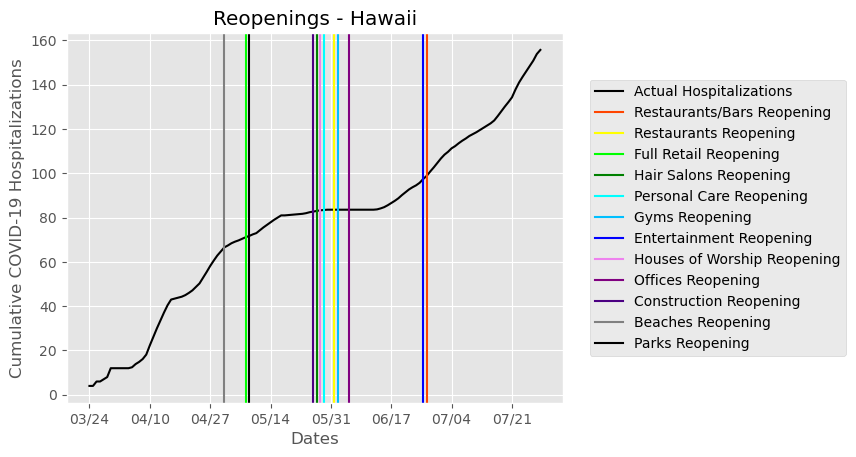 Reopenings - Hawaii
Cumulative COVID-19 Hospitalizations
160
140
120
100
80
60
40
20
0
03/24 04/10 04/27 05/14 05/31 06/17 07/04 07/21
Dates
Actual Hospitalizations
Restaurants/Bars Reopening
Restaurants Reopening
Full Retail Reopening
Hair Salons Reopening
Personal Care Reopening
Gyms Reopening
Entertainment Reopening
Houses of Worship Reopening
Offices Reopening
Construction Reopening
Beaches Reopening
Parks Reopening